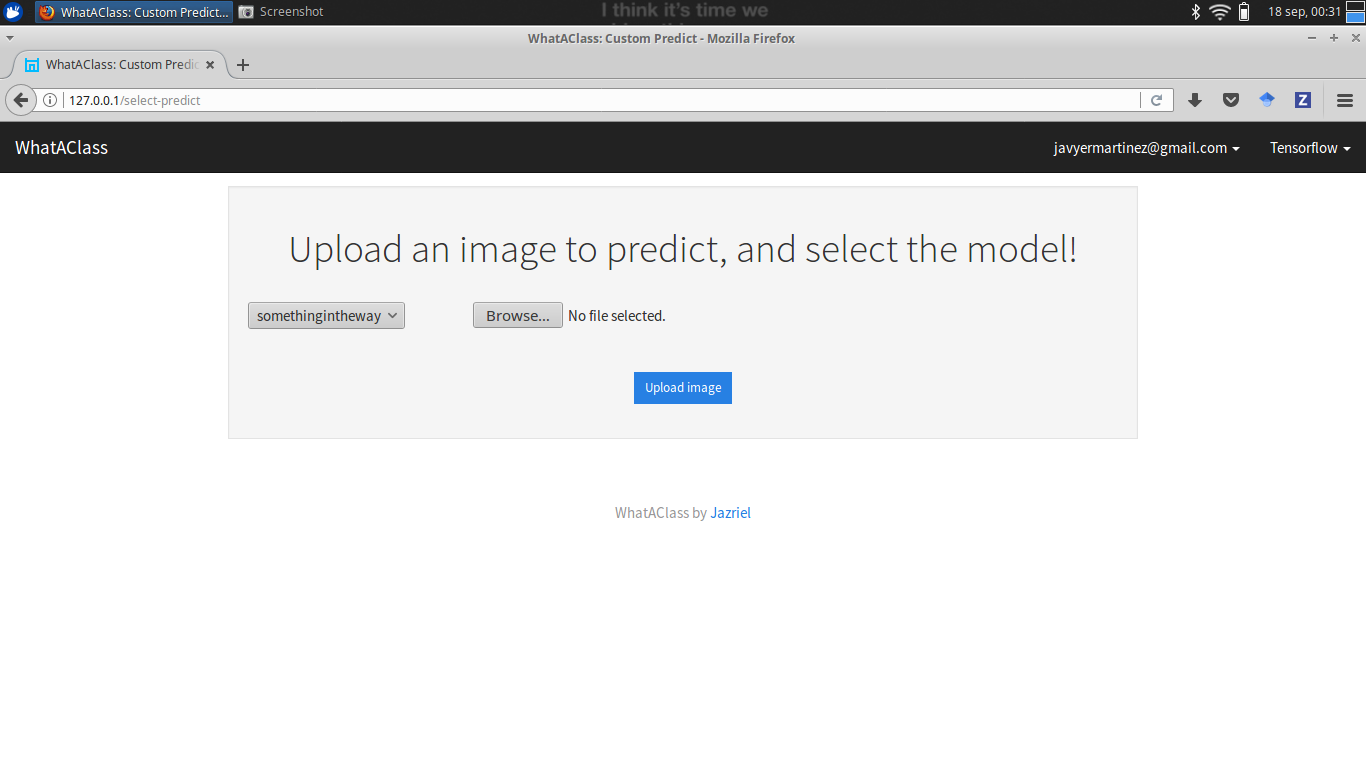 WhatAClass: Custom Predict... Screenshot I think it's time we 18 sep, 00:31
WhatAClass: Custom Predict - Mozilla Firefox
WhatAClass: Custom Predic
127.0.0.1/select-predict Z
WhatAClass javyermartinez@gmail.com Tensorflow
Upload an image to predict, and select the model!
somethingintheway Browse... No file selected.
Upload image
WhatAClass by Jazriel